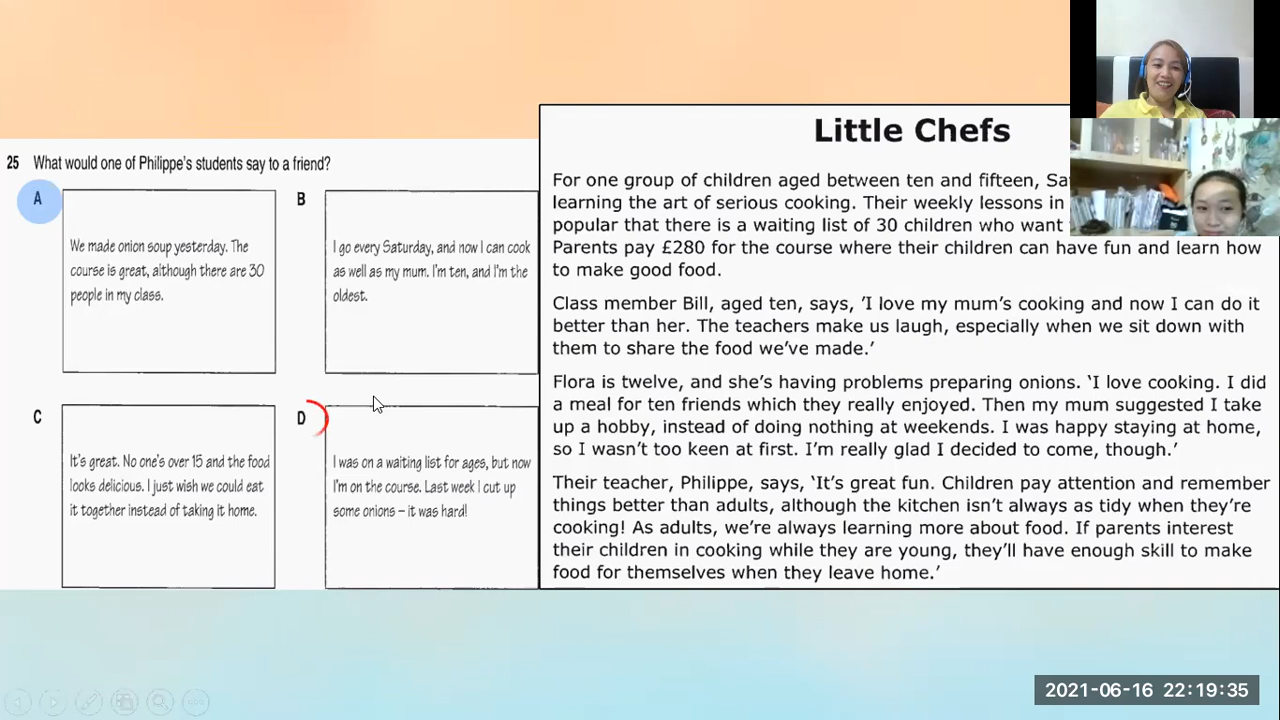 25 What would one of Philippe's students say to a friend?
A
We made onion soup yesterday. The
course is great, although there are 30
people in my class.
B
I go every Saturday, and now I can cook
as well as my mum. I'm ten, and I'm the
oldest.
C
It's great. No one's over 15 and the food
looks delicious. I just wish we could eat
it together instead of taking it home.
D
I was on a waiting list for ages, but now
I'm on the course. Last week I cut up
some onions – it was hard!
Little Chefs
For one group of children aged between ten and fifteen,
learning the art of serious cooking. Their weekly lessons in
popular that there is a waiting list of 30 children who want
Parents pay £280 for the course where their children can have fun and learn how
to make good food.
Class member Bill, aged ten, says, 'I love my mum's cooking and now I can do it
better than her. The teachers make us laugh, especially when we sit down with
them to share the food we've made.'
Flora is twelve, and she's having problems preparing onions. 'I love cooking. I did
a meal for ten friends which they really enjoyed. Then my mum suggested I take
up a hobby, instead of doing nothing at weekends. I was happy staying at home,
so I wasn't too keen at first. I'm really glad I decided to come, though.'
Their teacher, Philippe, says, 'It's great fun. Children pay attention and remember
things better than adults, although the kitchen isn't always as tidy when they're
cooking! As adults, we're always learning more about food. If parents interest
their children in cooking while they are young, they'll have enough skill to make
food for themselves when they leave home.'
2021-06-16 22:19:35